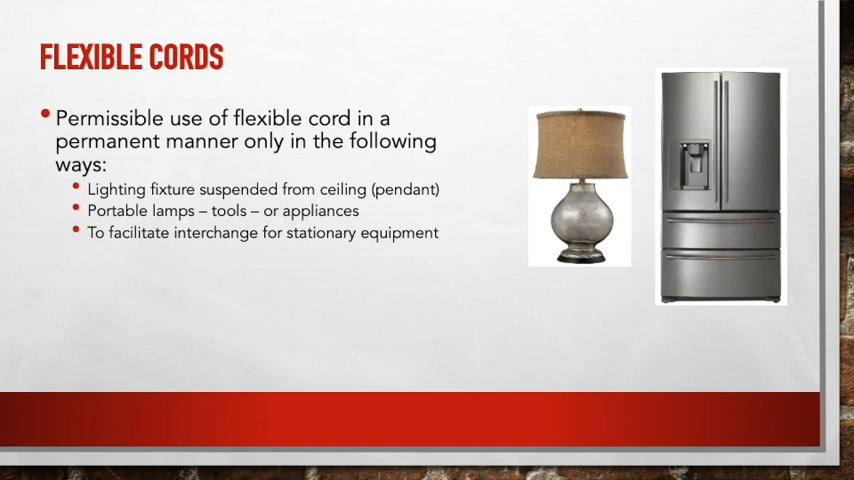 FLEXIBLE CORDS
Permissible use of flexible cord in a
permanent manner only in the following
ways:
Lighting fixture suspended from ceiling (pendant)
Portable lamps – tools – or appliances
To facilitate interchange for stationary equipment